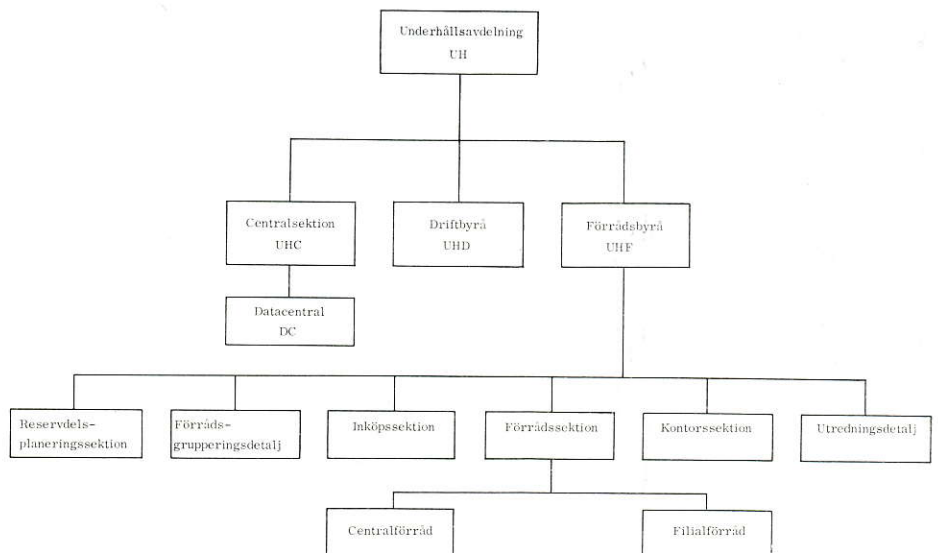 Underhållsavdelning
UH
Centralsektion
UHC
Driftbyrå
UHD
Förrådsbyrå
UHF
Datacentral
DC
Reservdels-
planeringssektion
Förråds-
grupperingsdetalj
Inköpssektion
Förrådssektion
Kontorssektion
Utredningsdetalj
Centralförråd
Filialförråd